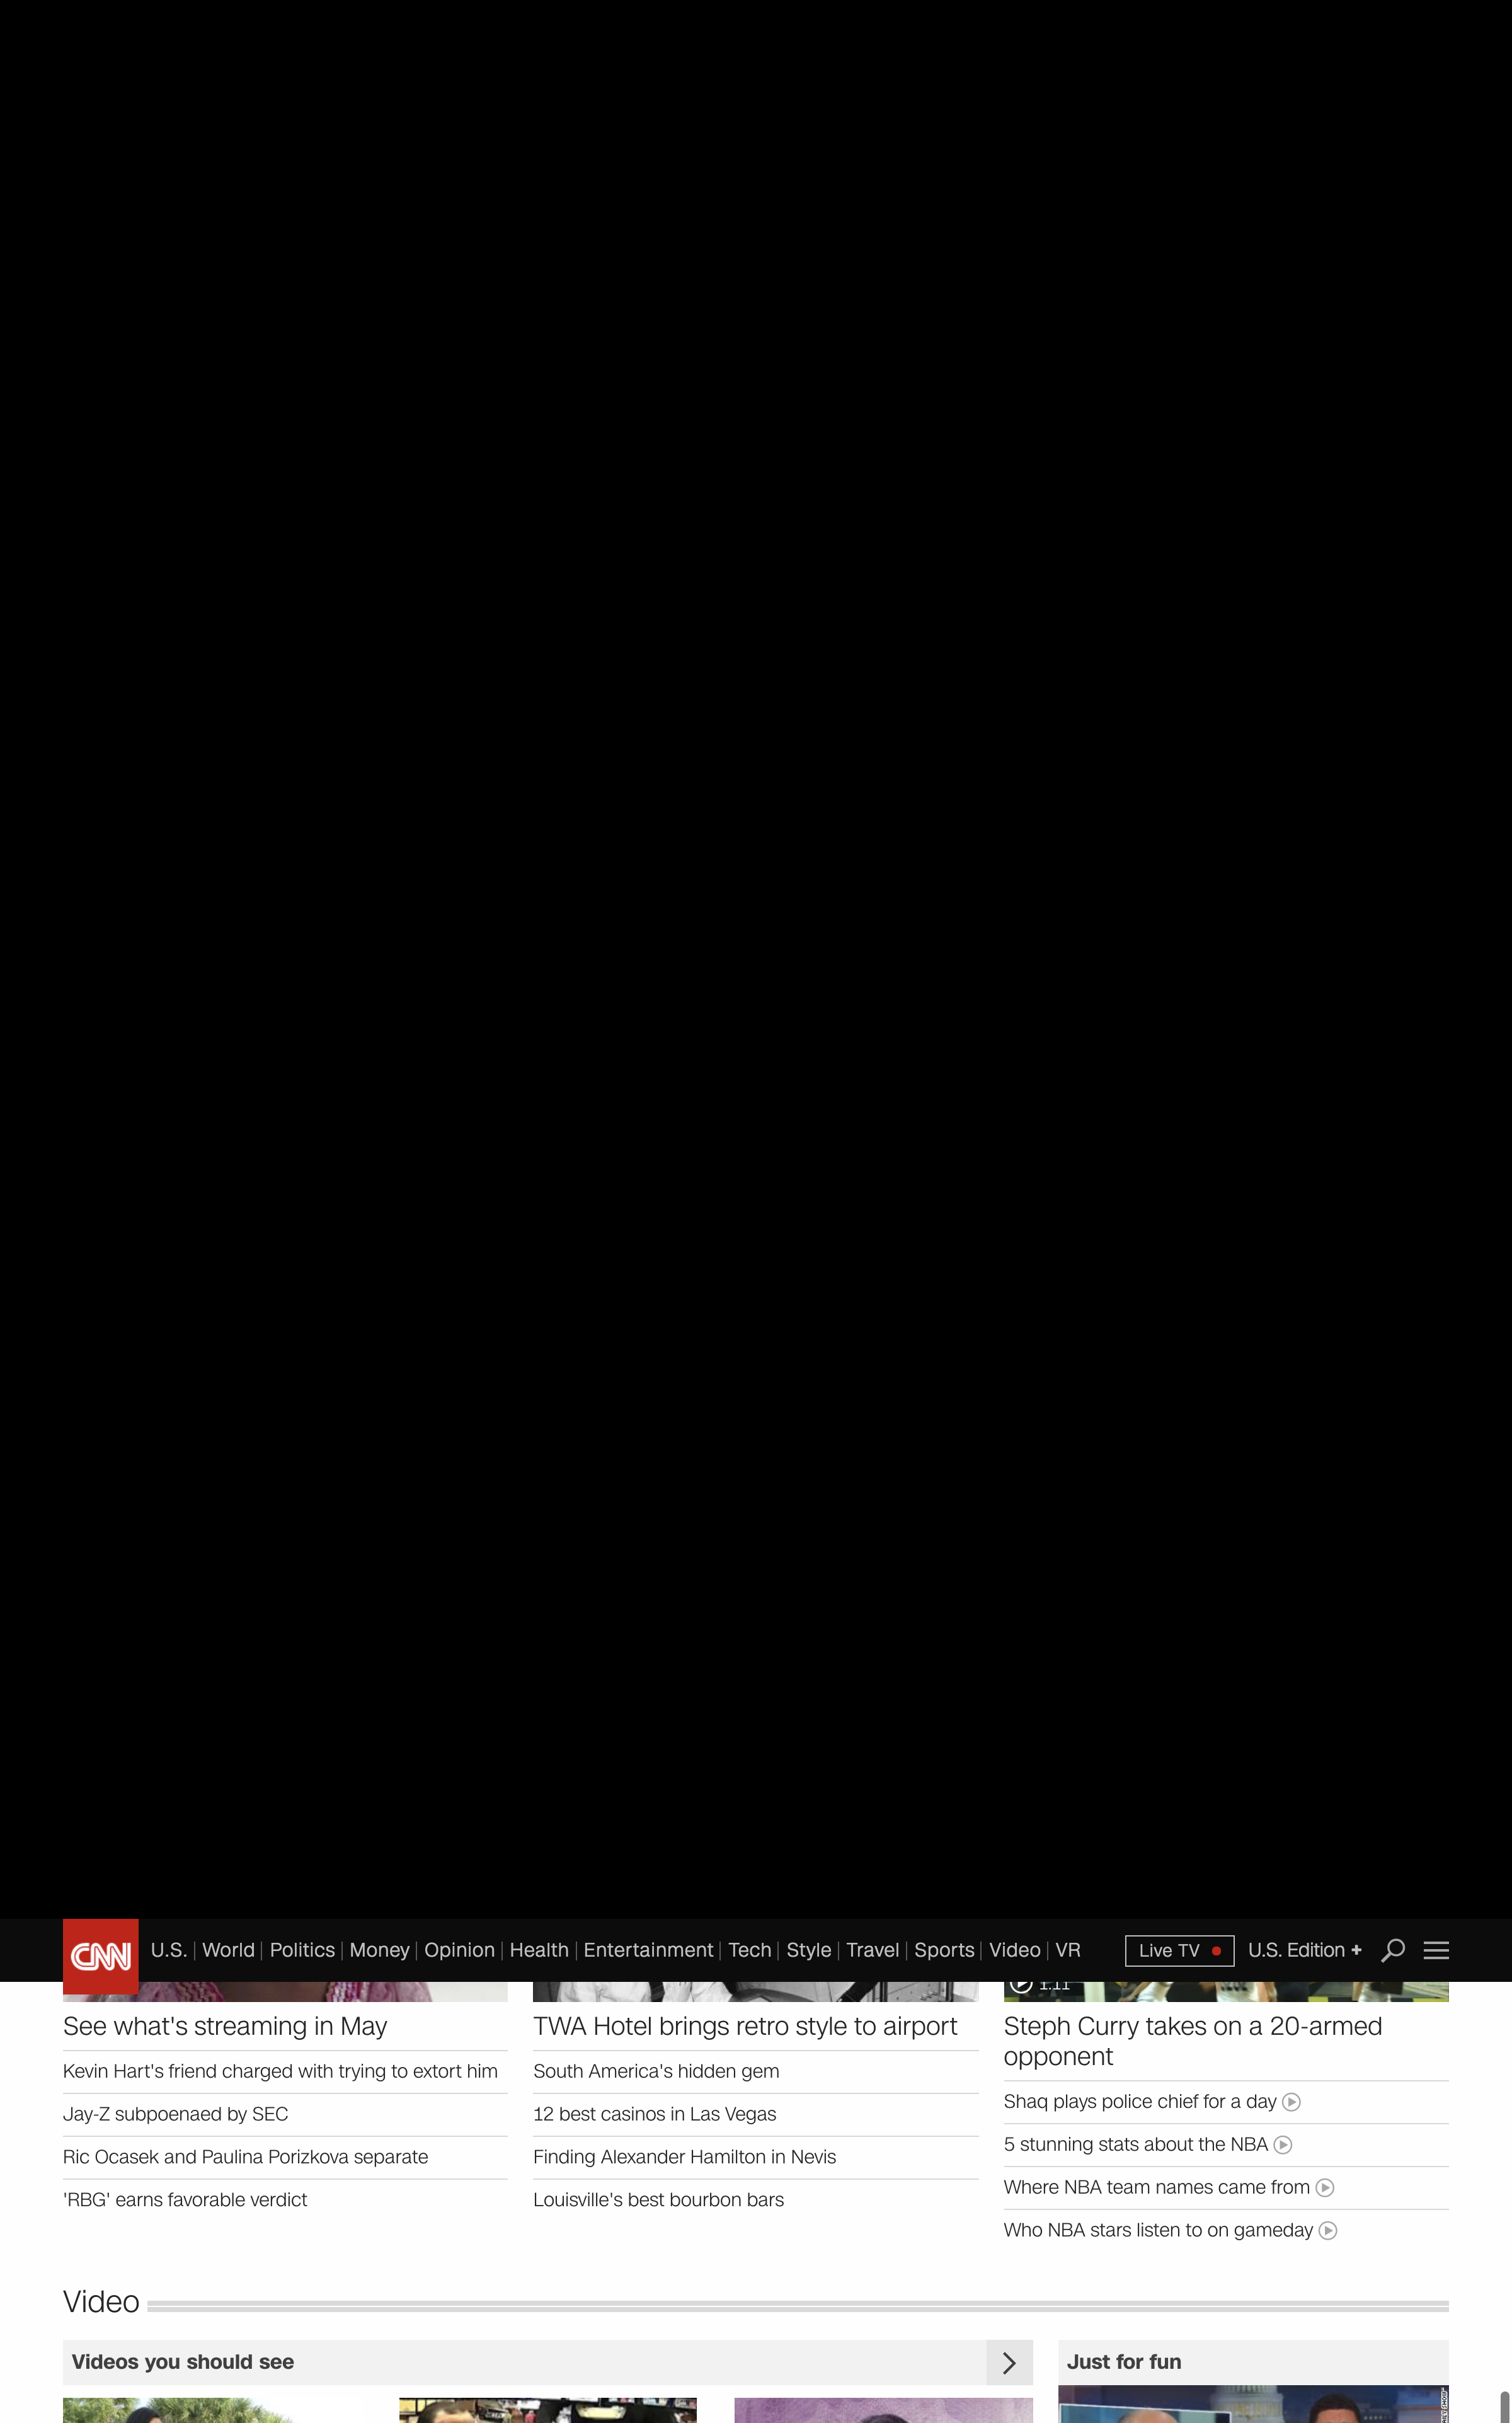 CNN
U.S. World Politics Money Opinion Health Entertainment Tech Style Travel Sports Video VR Live TV U.S. Edition +
1:11
See what's streaming in May
Kevin Hart's friend charged with trying to extort him
Jay-Z subpoenaed by SEC
Ric Ocasek and Paulina Porizkova separate
'RBG' earns favorable verdict
TWA Hotel brings retro style to airport
South America's hidden gem
12 best casinos in Las Vegas
Finding Alexander Hamilton in Nevis
Louisville's best bourbon bars
Steph Curry takes on a 20-armed
opponent
Shaq plays police chief for a day
5 stunning stats about the NBA
Where NBA team names came from
Who NBA stars listen to on gameday
Video
Videos you should see
Just for fun